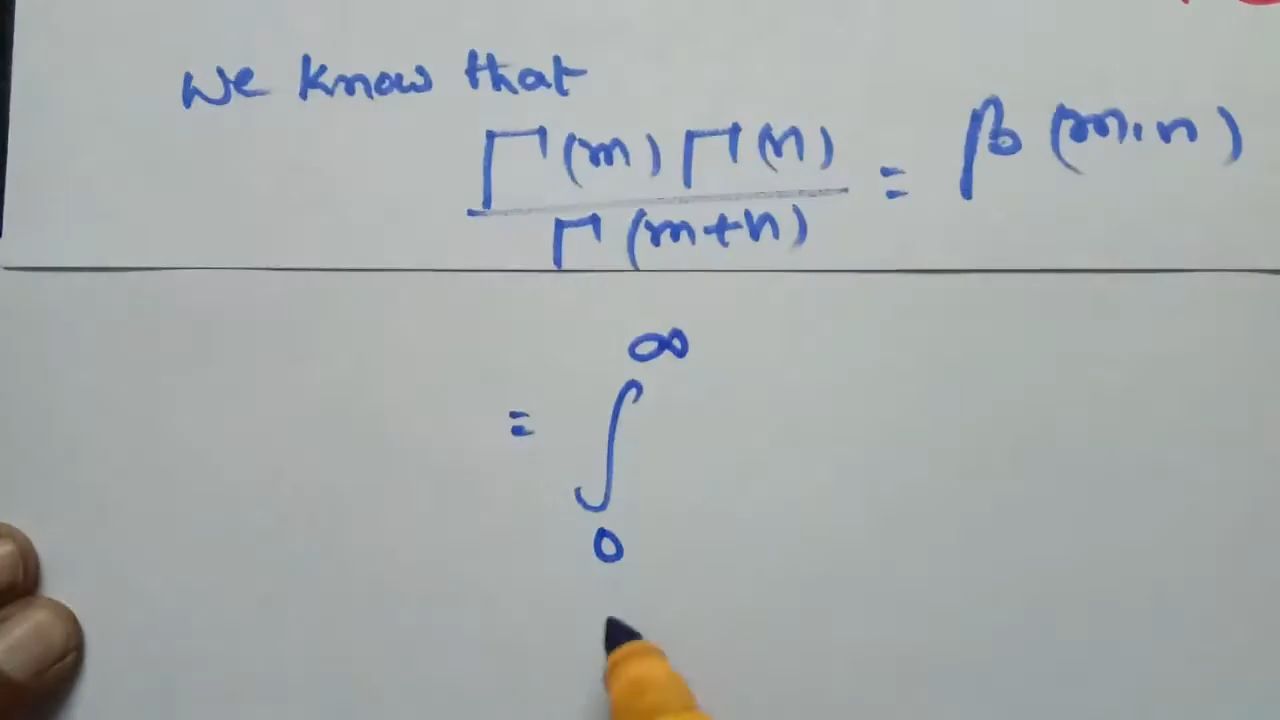 We know that
Γ(m) Γ(n)
= β (m,n)
Γ(m+n)
∞
= ∫
0